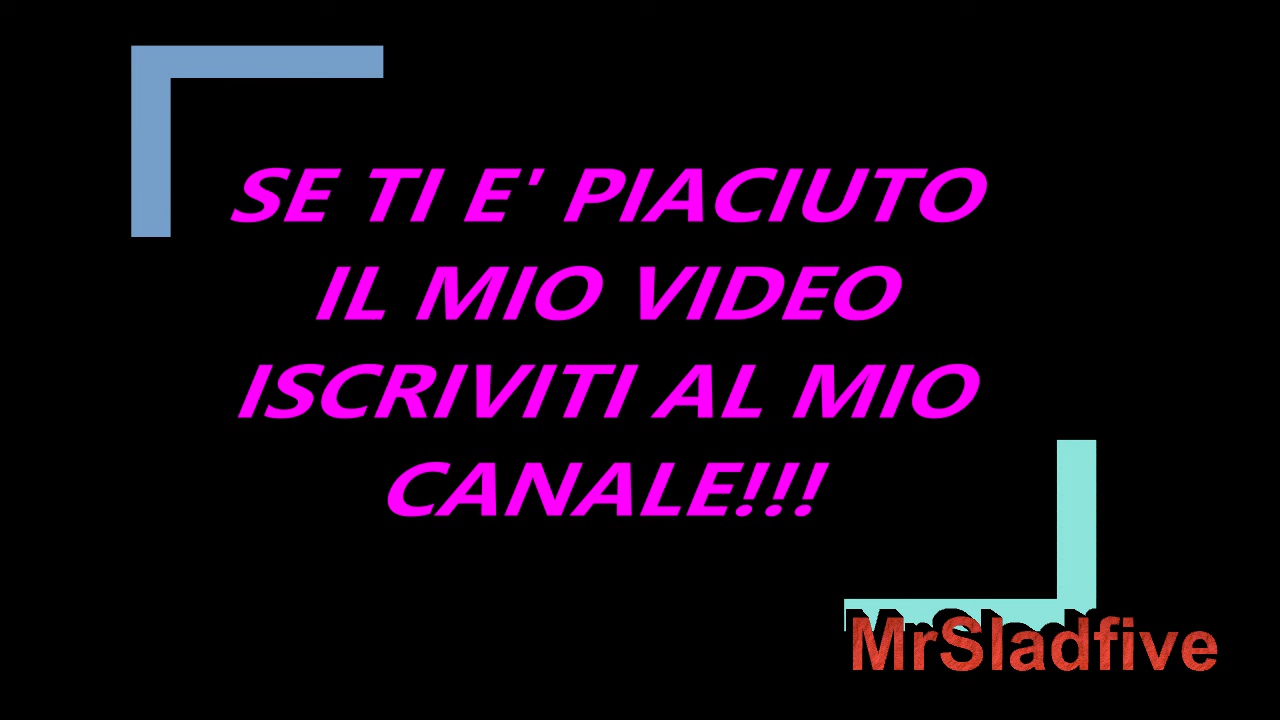 SE TI E' PIACIUTO
IL MIO VIDEO
ISCRIVITI AL MIO
CANALE!!!
MrSladfive